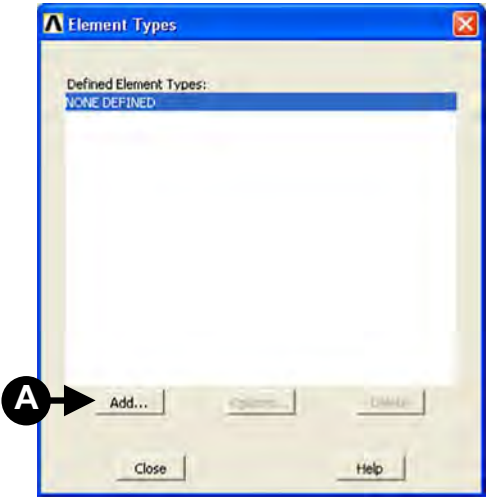 Element Types
Defined Element Types:
NONE DEFINED
A
Add... Options... Delete
Close Help